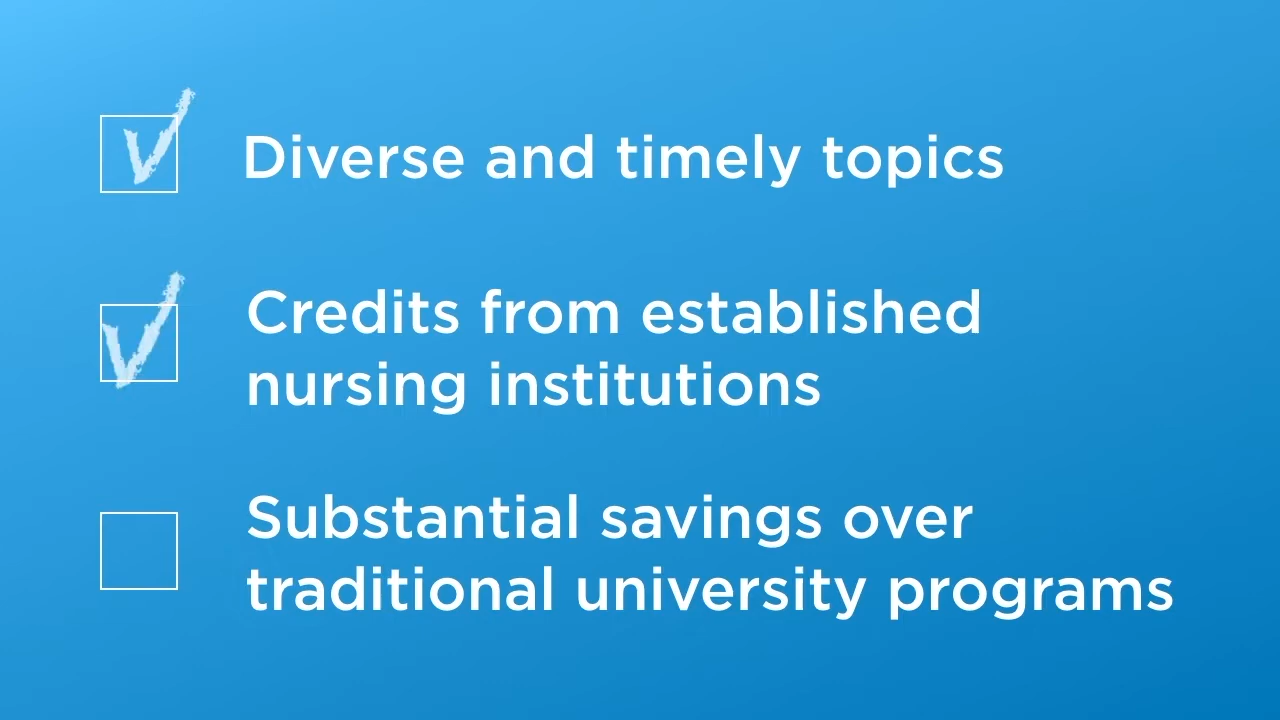 Diverse and timely topics
Credits from established
nursing institutions
Substantial savings over
traditional university programs